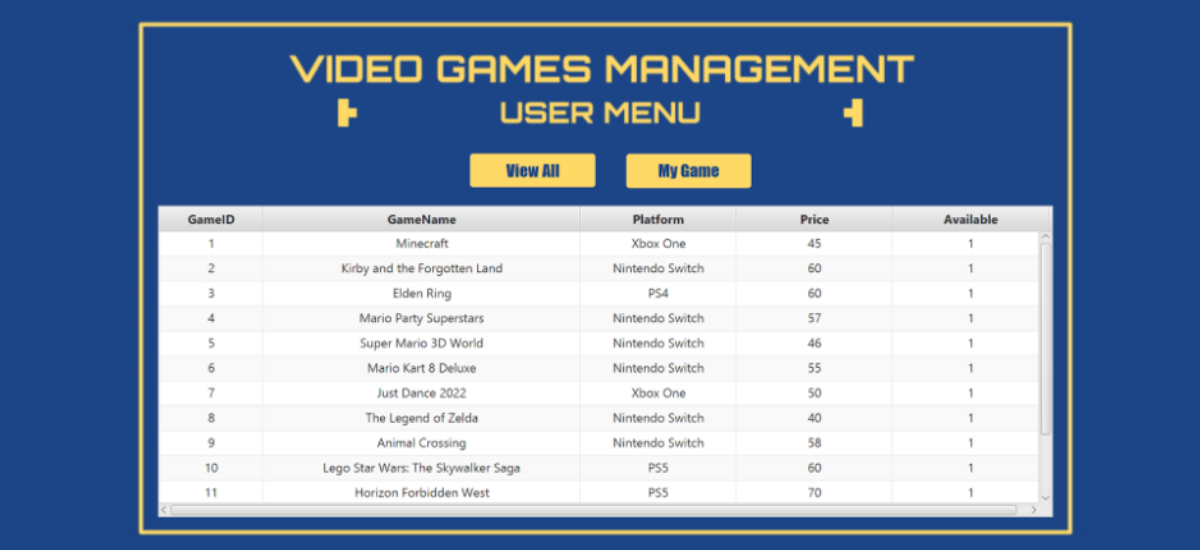 VIDEO GAMES MANAGEMENT
USER MENU
View All My Game
GameID GameName Platform Price Available
1 Minecraft Xbox One 45 1
2 Kirby and the Forgotten Land Nintendo Switch 60 1
3 Elden Ring PS4 60 1
4 Mario Party Superstars Nintendo Switch 57 1
5 Super Mario 3D World Nintendo Switch 46 1
6 Mario Kart 8 Deluxe Nintendo Switch 55 1
7 Just Dance 2022 Xbox One 50 1
8 The Legend of Zelda Nintendo Switch 40 1
9 Animal Crossing Nintendo Switch 58 1
10 Lego Star Wars: The Skywalker Saga PS5 60 1
11 Horizon Forbidden West PS5 70 1